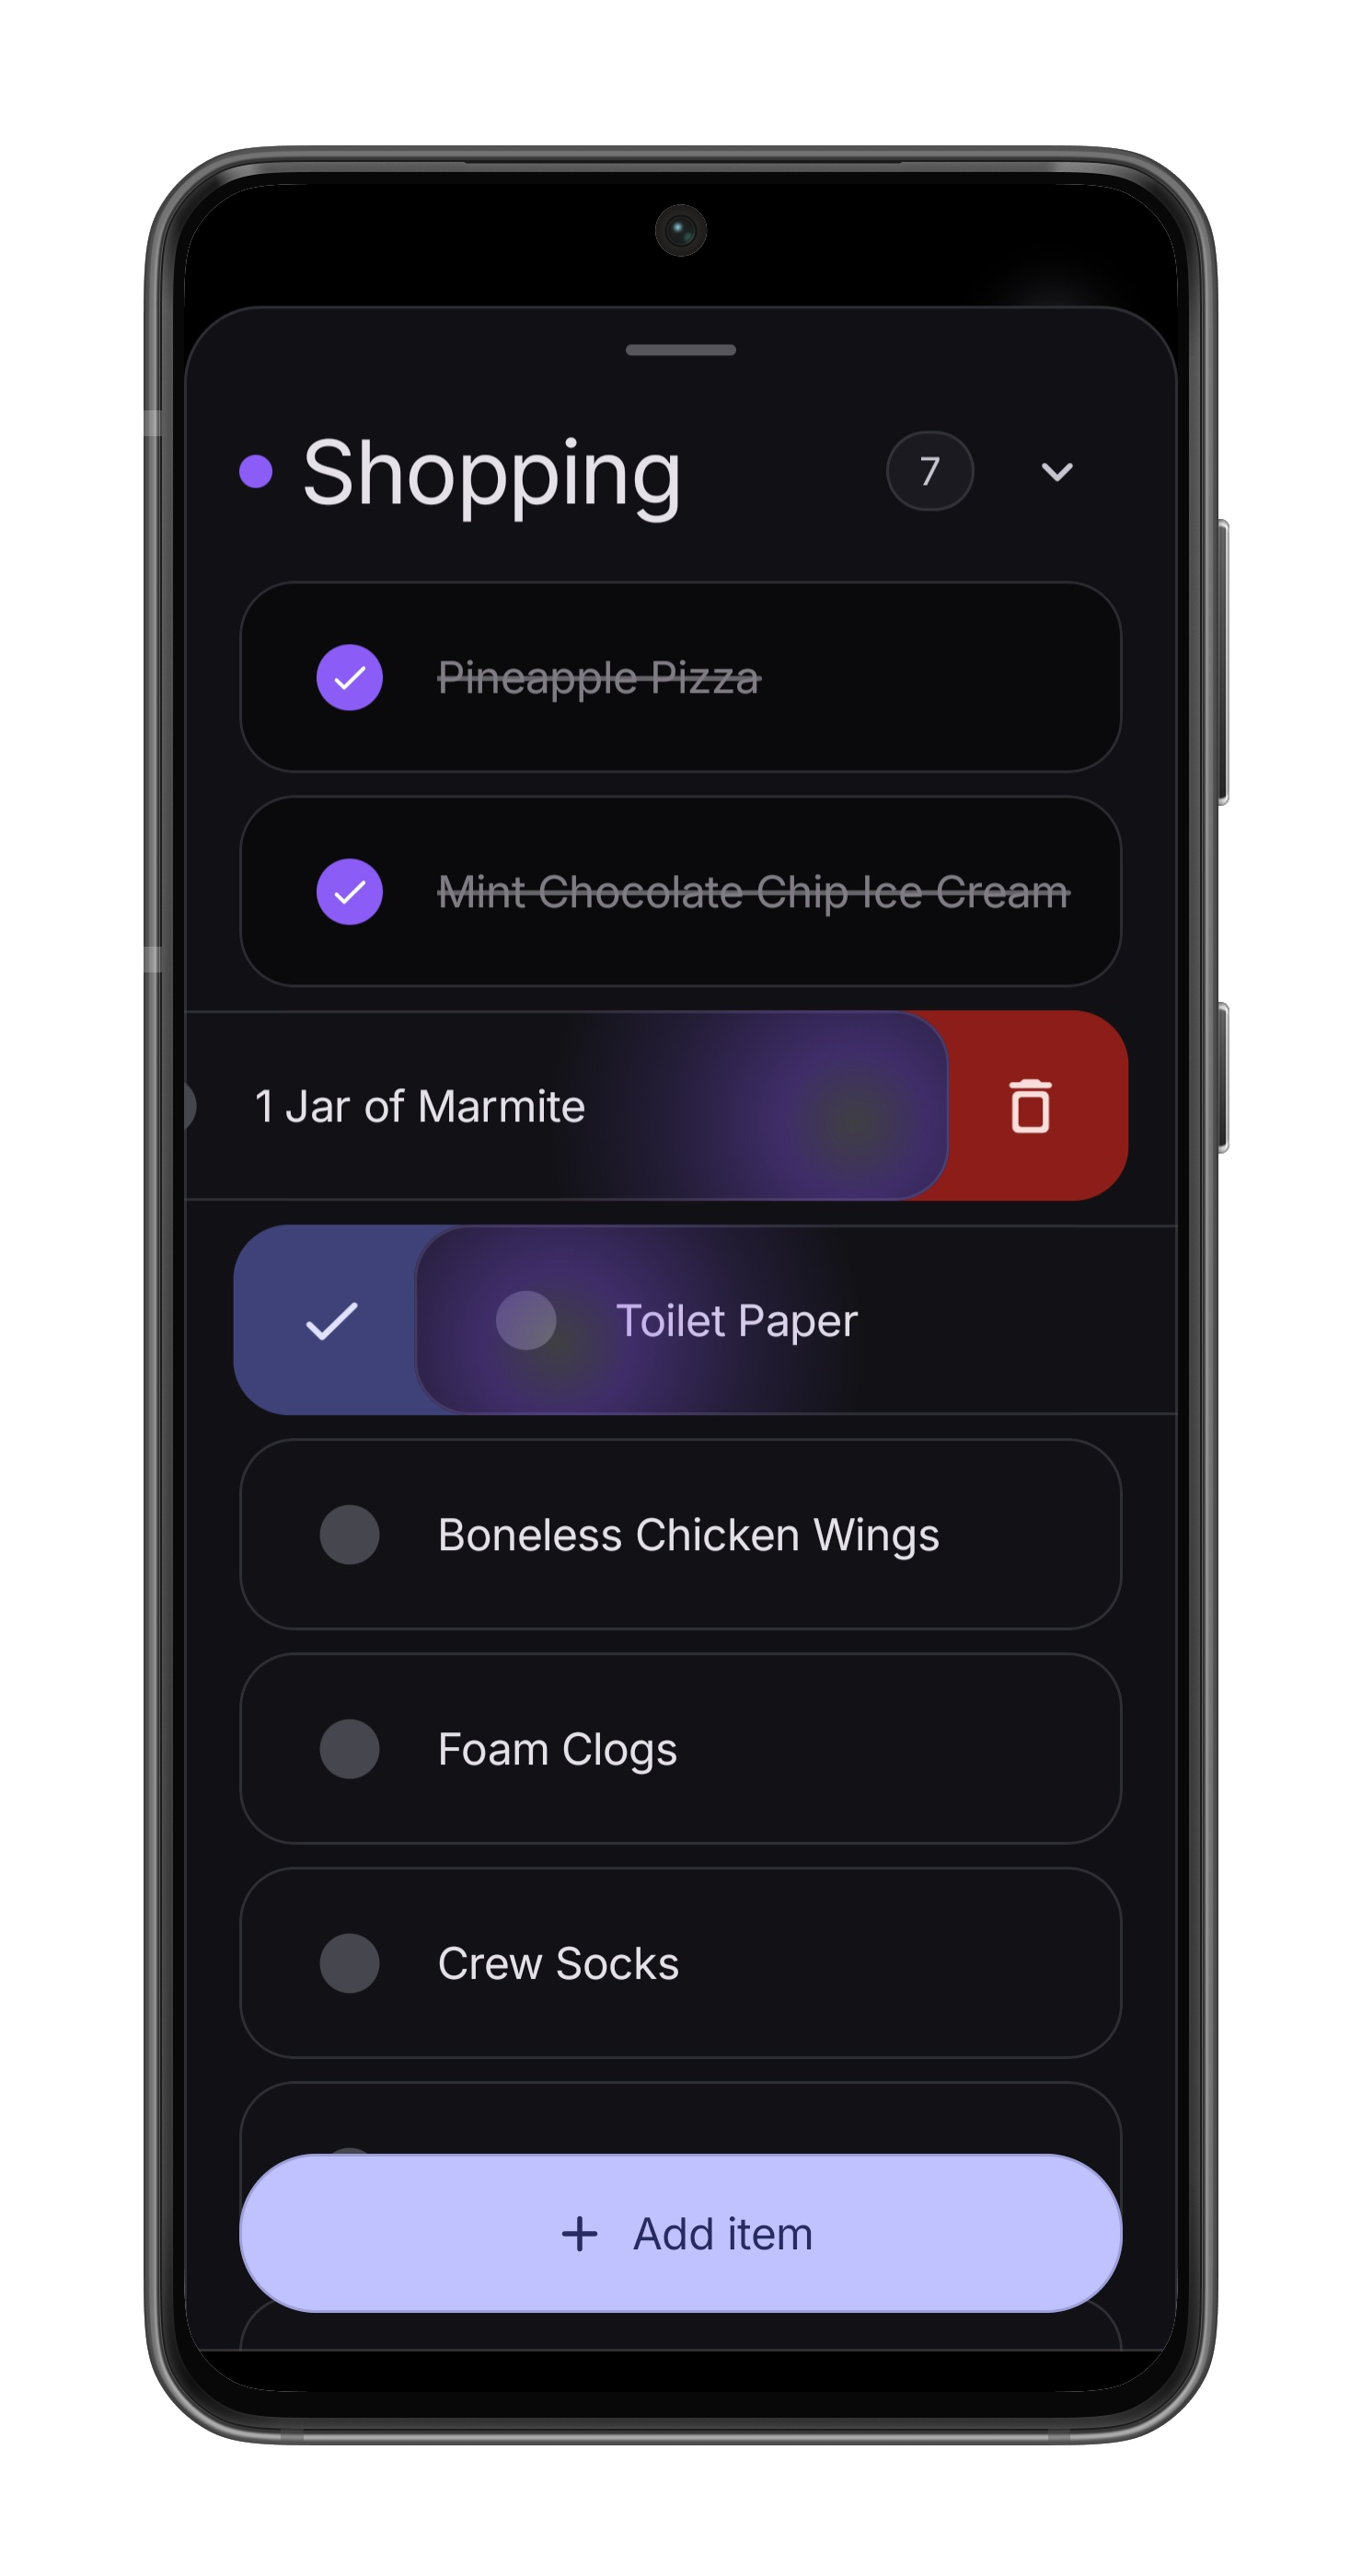 Shopping
7
Pineapple Pizza
Mint Chocolate Chip Ice Cream
1 Jar of Marmite
Toilet Paper
Boneless Chicken Wings
Foam Clogs
Crew Socks
Add item